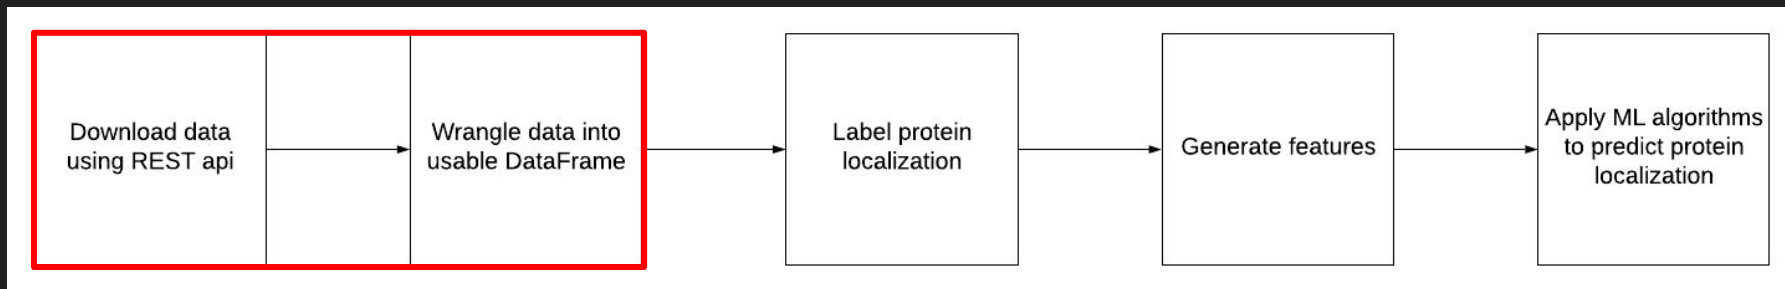 Download data
using REST api
Wrangle data into
usable DataFrame
Label protein
localization
Generate features
Apply ML algorithms
to predict protein
localization